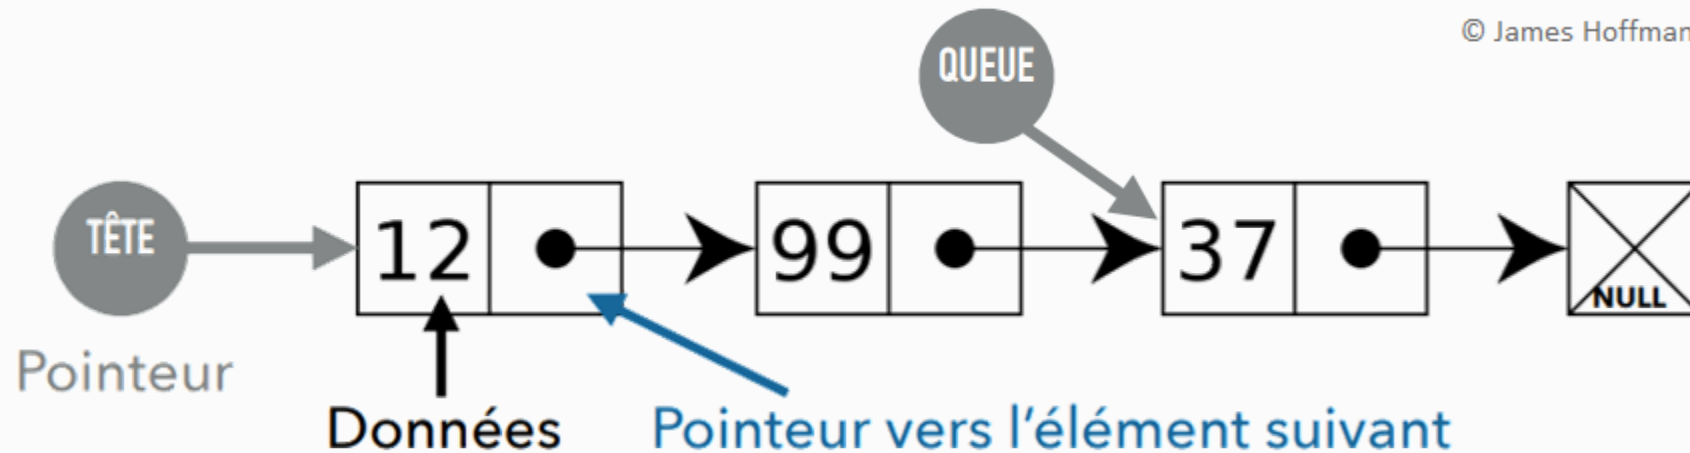 © James Hoffman
QUEUE
TÊTE
12
99
37
NULL
Pointeur
Données
Pointeur vers l'élément suivant